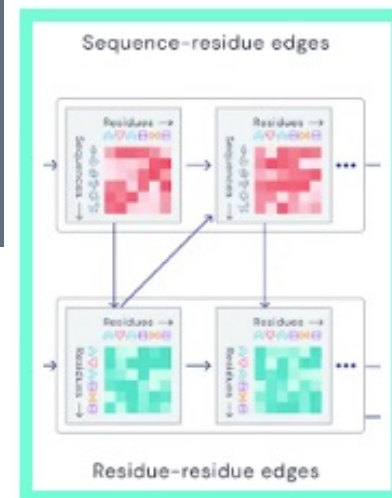 Sequence-residue edges
Residues →
Residues →
Sequences →
Sequences →
Residues →
Residues →
Residues →
Residues →
Residue-residue edges